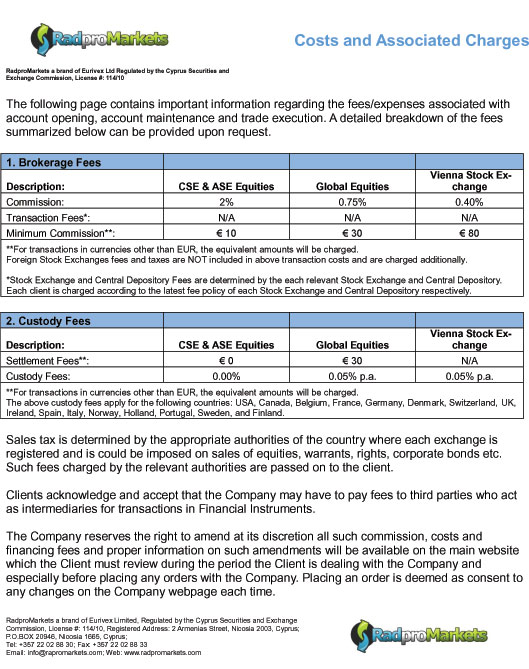 RadproMarkets
Costs and Associated Charges
RadproMarkets a brand of Eurivex Ltd Regulated by the Cyprus Securities and
Exchange Commission, License #: 114/10
The following page contains important information regarding the fees/expenses associated with
account opening, account maintenance and trade execution. A detailed breakdown of the fees
summarized below can be provided upon request.
1. Brokerage Fees
Description: CSE & ASE Equities Global Equities Vienna Stock Ex-
change
Commission: 2% 0.75% 0.40%
Transaction Fees*: N/A N/A N/A
Minimum Commission**: € 10 € 30 € 80
**For transactions in currencies other than EUR, the equivalent amounts will be charged.
Foreign Stock Exchanges fees and taxes are NOT included in above transaction costs and are charged additionally.
*Stock Exchange and Central Depository Fees are determined by the each relevant Stock Exchange and Central Depository.
Each client is charged according to the latest fee policy of each Stock Exchange and Central Depository respectively.
2. Custody Fees
Description: CSE & ASE Equities Global Equities Vienna Stock Ex-
change
Settlement Fees**: € 0 € 30 N/A
Custody Fees: 0.00% 0.05% p.a. 0.05% p.a.
**For transactions in currencies other than EUR, the equivalent amounts will be charged.
The above custody fees apply for the following countries: USA, Canada, Belgium, France, Germany, Denmark, Switzerland, UK,
Ireland, Spain, Italy, Norway, Holland, Portugal, Sweden, and Finland.
Sales tax is determined by the appropriate authorities of the country where each exchange is
registered and is could be imposed on sales of equities, warrants, rights, corporate bonds etc.
Such fees charged by the relevant authorities are passed on to the client.
Clients acknowledge and accept that the Company may have to pay fees to third parties who act
as intermediaries for transactions in Financial Instruments.
The Company reserves the right to amend at its discretion all such commission, costs and
financing fees and proper information on such amendments will be available on the main website
which the Client must review during the period the Client is dealing with the Company and
especially before placing any orders with the Company. Placing an order is deemed as consent to
any changes on the Company webpage each time.
RadproMarkets a brand of Eurivex Limited, Regulated by the Cyprus Securities and Exchange
Commission, License #: 114/10, Registered Address: 2 Armenias Street, Nicosia 2003, Cyprus;
P.O.BOX 20946, Nicosia 1665, Cyprus;
Tel: +357 22 02 88 30; Fax: +357 22 02 88 33
Email: info@rapromarkets.com; Web: www.radpromarkets.com
RadproMarkets